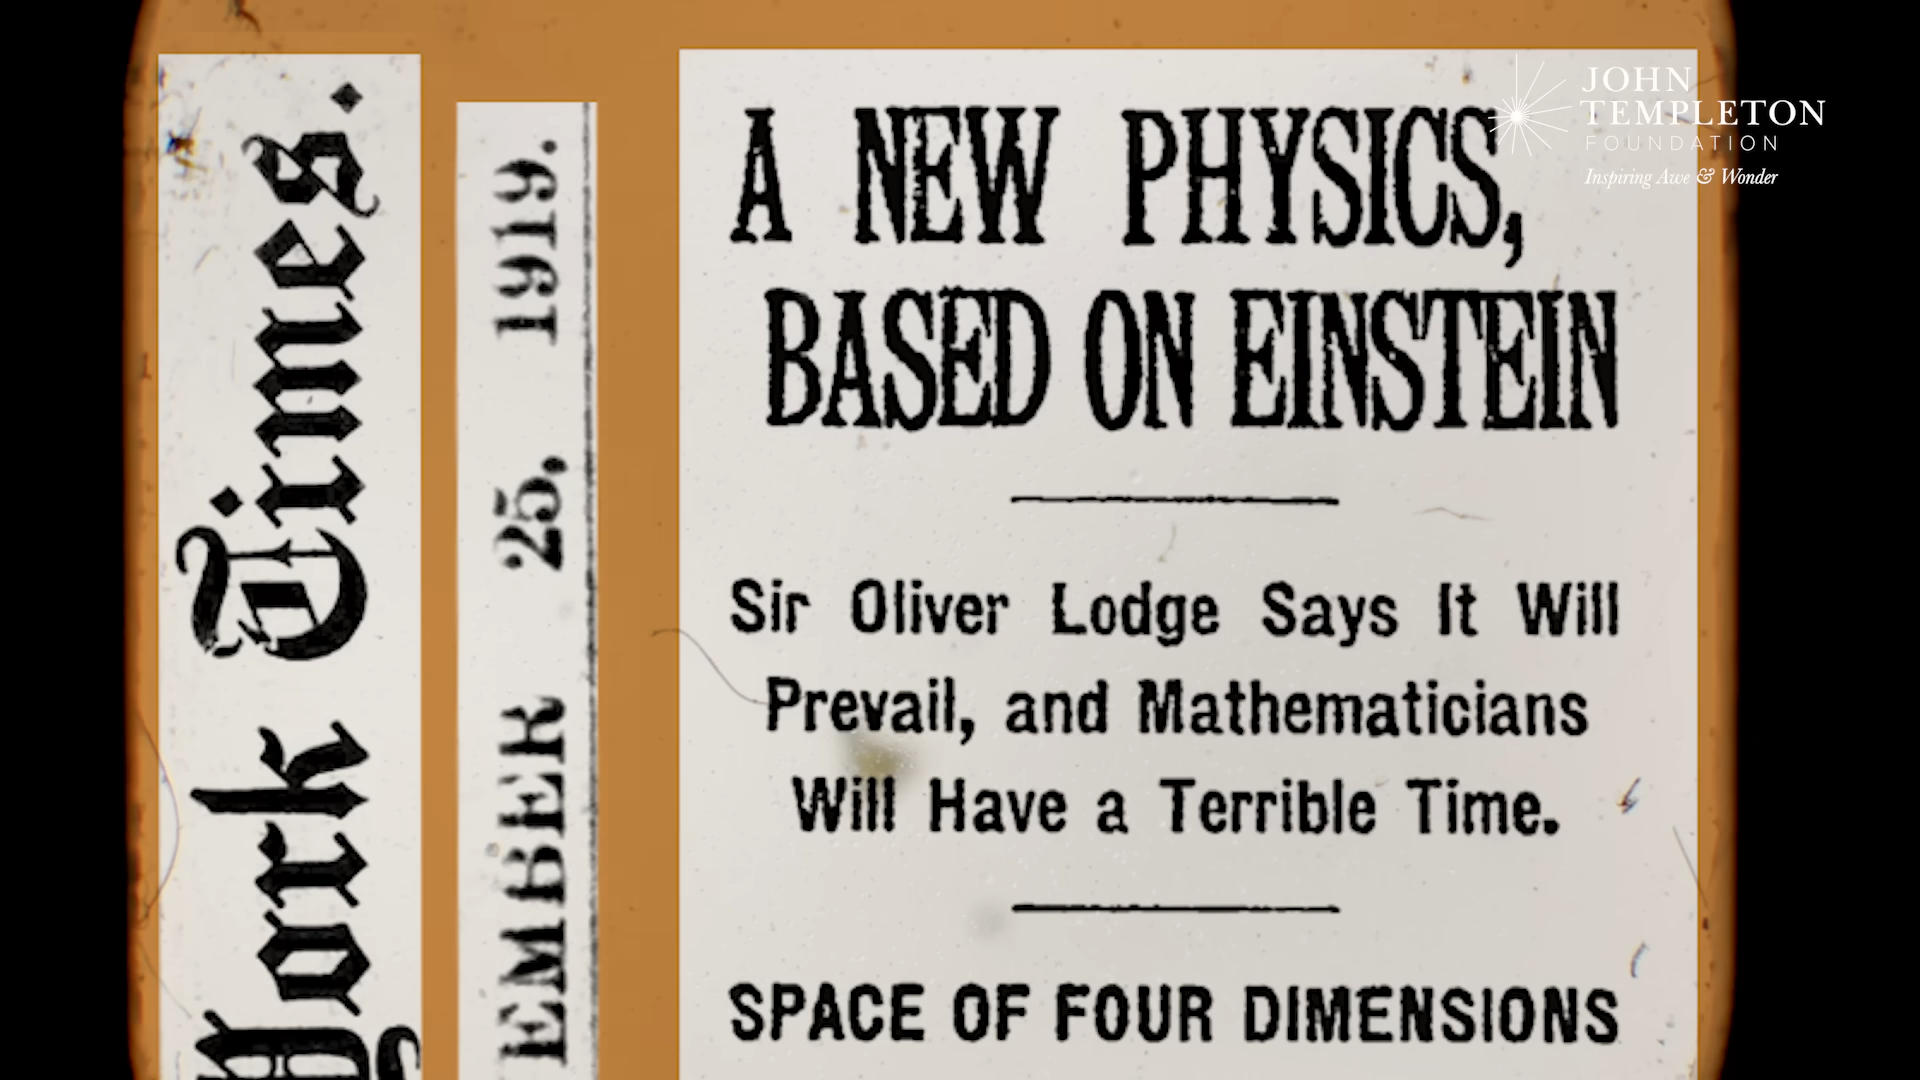 York Times.
EMBER 25, 1919.
A NEW PHYSICS,
BASED ON EINSTEIN
Sir Oliver Lodge Says It Will
Prevail, and Mathematicians
Will Have a Terrible Time.
SPACE OF FOUR DIMENSIONS
JOHN
TEMPLETON
FOUNDATION
Inspiring Awe & Wonder